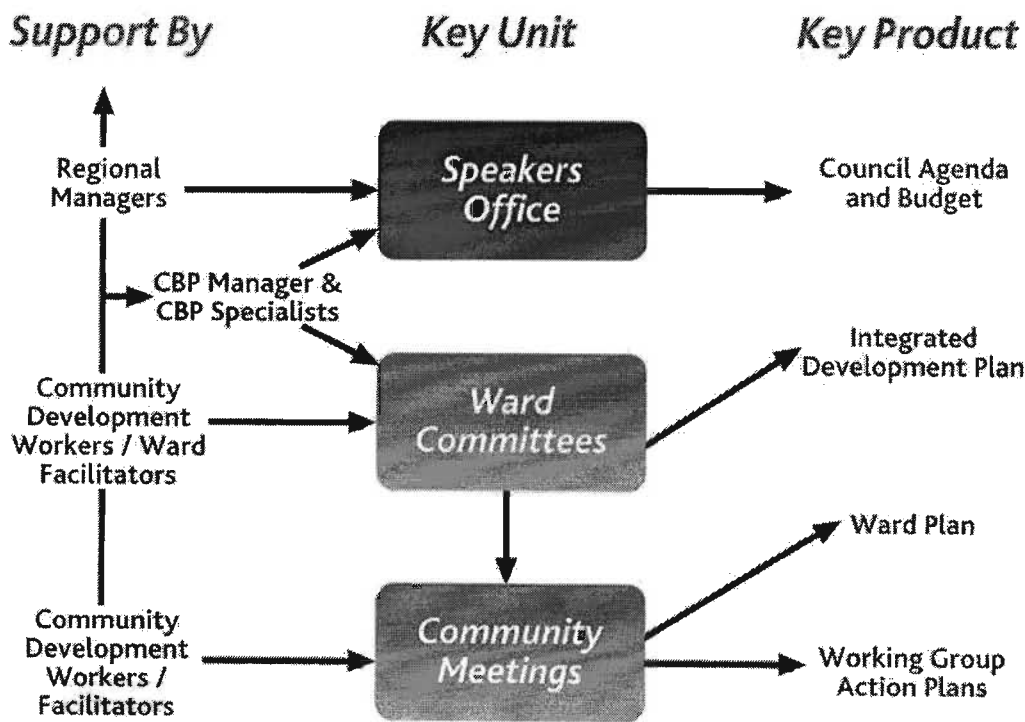 Support By
Key Unit
Key Product
Regional
Managers
Speakers
Office
Council Agenda
and Budget
CBP Manager &
CBP Specialists
Integrated
Development Plan
Community
Development
Workers / Ward
Facilitators
Ward
Committees
Ward Plan
Community
Development
Workers /
Facilitators
Community
Meetings
Working Group
Action Plans